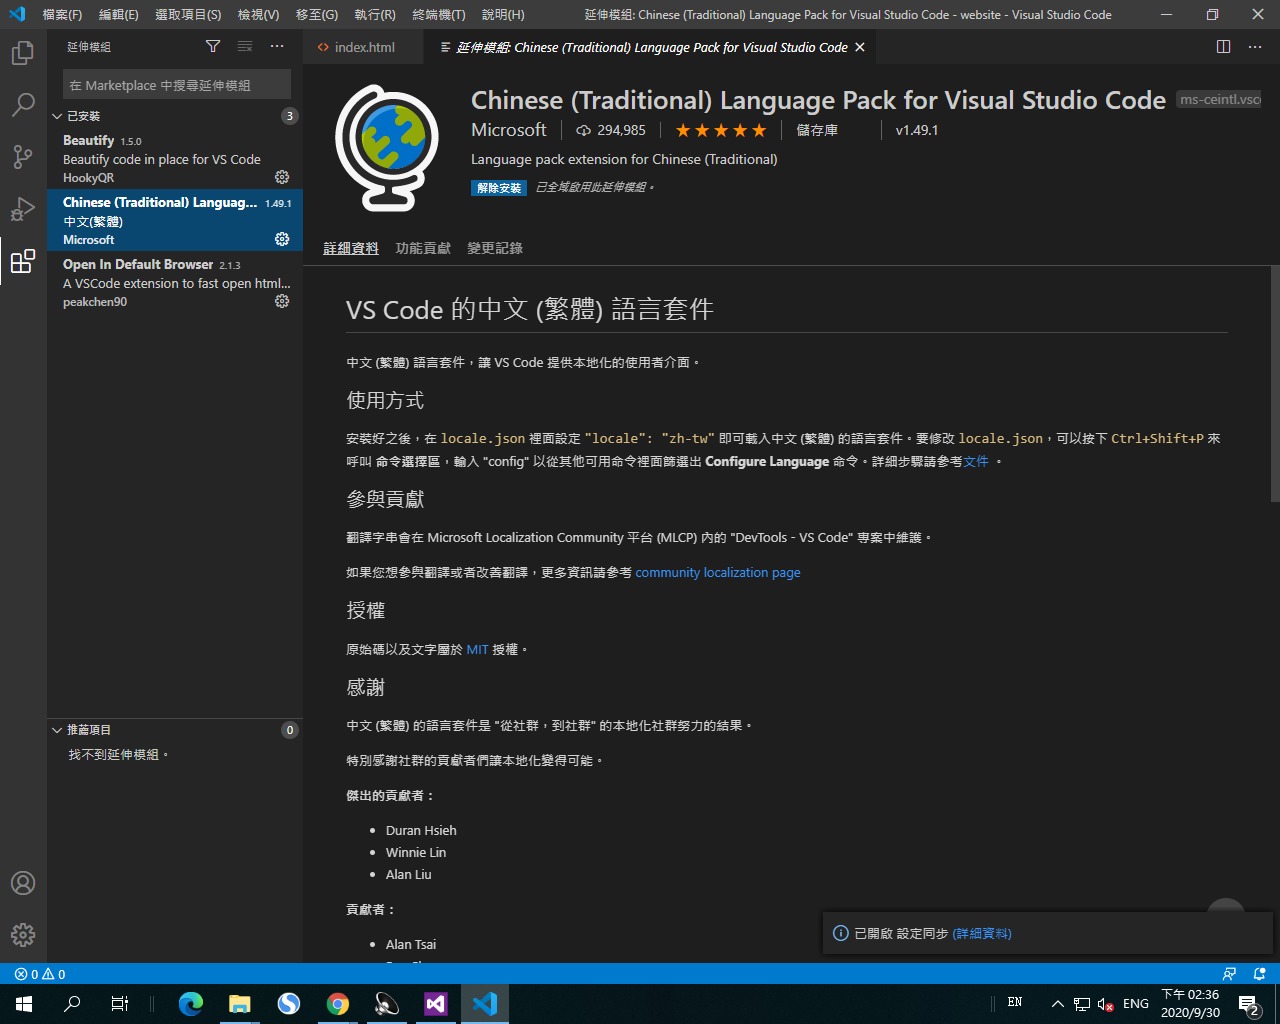 檔案(F) 編輯(E) 選取項目(S) 檢視(V) 移至(G) 執行(R) 終端機(T) 說明(H) 延伸模組: Chinese (Traditional) Language Pack for Visual Studio Code - website - Visual Studio Code
延伸模組
index.html
延伸模組: Chinese (Traditional) Language Pack for Visual Studio Code
在 Marketplace 中搜尋延伸模組
已安裝 3
Beautify 1.5.0
Beautify code in place for VS Code
HookyQR
Chinese (Traditional) Languag... 1.49.1
中文(繁體)
Microsoft
Open In Default Browser 2.1.3
A VSCode extension to fast open html...
peakchen90
推薦項目 0
找不到延伸模組。
Chinese (Traditional) Language Pack for Visual Studio Code ms-ceintl.vsc
Microsoft 294,985 儲存庫 v1.49.1
Language pack extension for Chinese (Traditional)
解除安裝 已全域啟用此延伸模組。
詳細資料 功能貢獻 變更記錄
VS Code 的中文 (繁體) 語言套件
中文 (繁體) 語言套件，讓 VS Code 提供本地化的使用者介面。
使用方式
安裝好之後，在 locale.json 裡面設定 "locale": "zh-tw" 即可載入中文 (繁體) 的語言套件。要修改 locale.json，可以按下 Ctrl+Shift+P 來
呼叫 命令選擇區，輸入 "config" 以從其他可用命令裡面篩選出 Configure Language 命令。詳細步驟請參考文件 。
參與貢獻
翻譯字串會在 Microsoft Localization Community 平台 (MLCP) 內的 "DevTools - VS Code" 專案中維護。
如果您想參與翻譯或者改善翻譯，更多資訊請參考 community localization page
授權
原始碼以及文字屬於 MIT 授權。
感謝
中文 (繁體) 的語言套件是 "從社群，到社群" 的本地化社群努力的結果。
特別感謝社群的貢獻者們讓本地化變得可能。
傑出的貢獻者：
Duran Hsieh
Winnie Lin
Alan Liu
貢獻者：
Alan Tsai
已開啟 設定同步 (詳細資料)
0 0
EN ENG 下午 02:36
2020/9/30 2